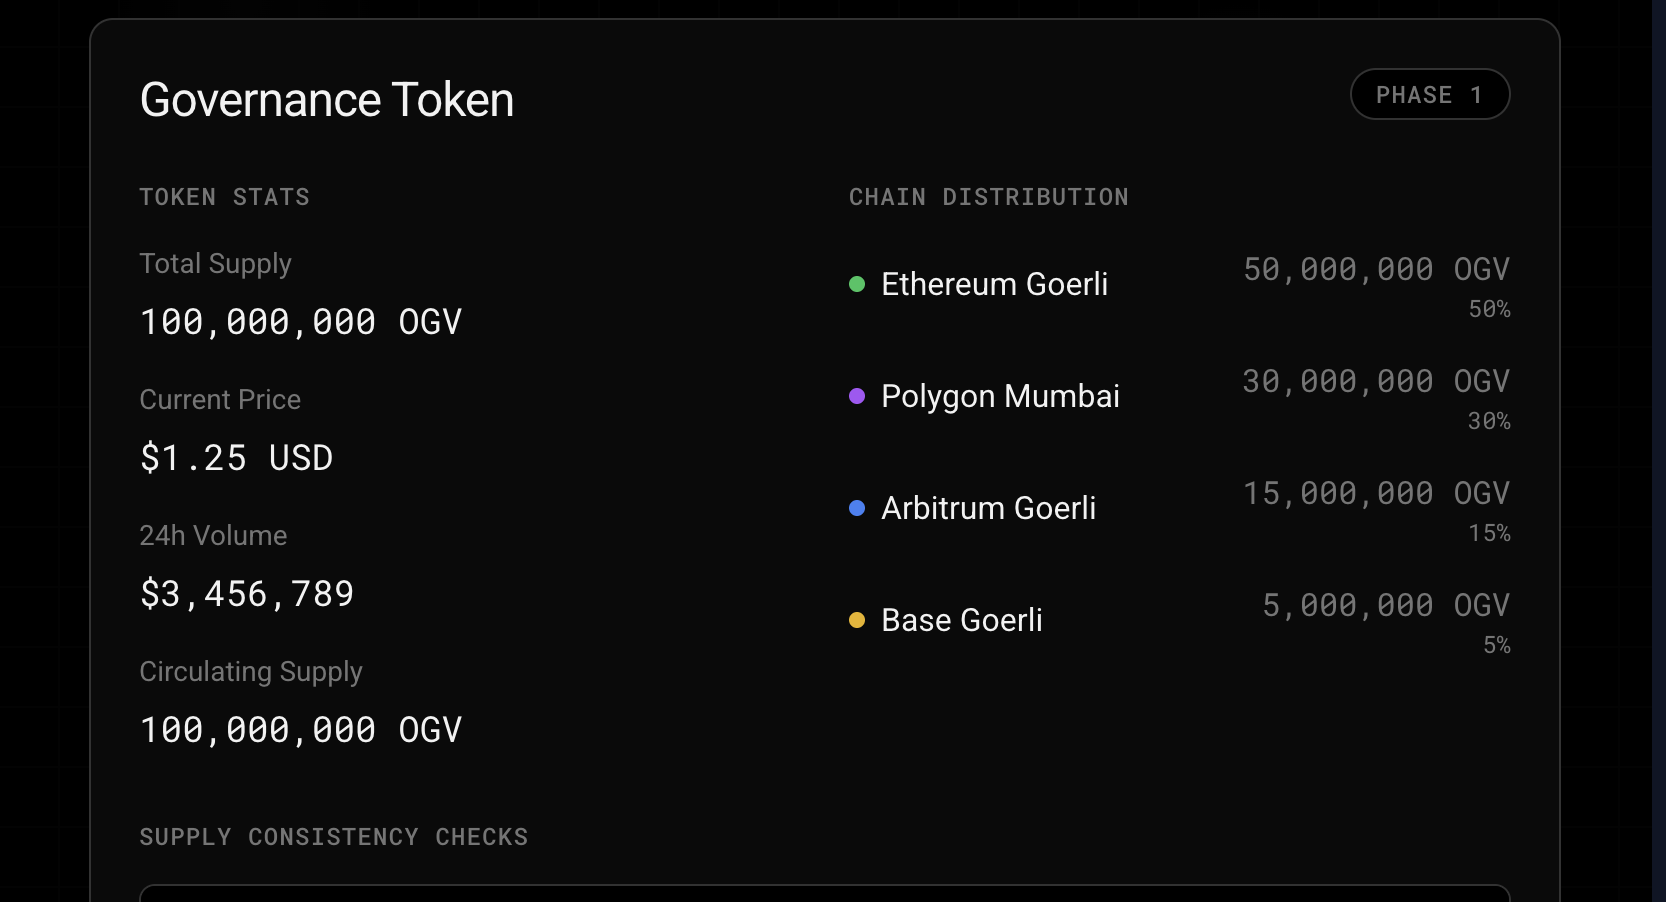 Governance Token
PHASE 1
TOKEN STATS
Total Supply
100,000,000 OGV
Current Price
$1.25 USD
24h Volume
$3,456,789
Circulating Supply
100,000,000 OGV
CHAIN DISTRIBUTION
Ethereum Goerli
50,000,000 OGV
50%
Polygon Mumbai
30,000,000 OGV
30%
Arbitrum Goerli
15,000,000 OGV
15%
Base Goerli
5,000,000 OGV
5%
SUPPLY CONSISTENCY CHECKS